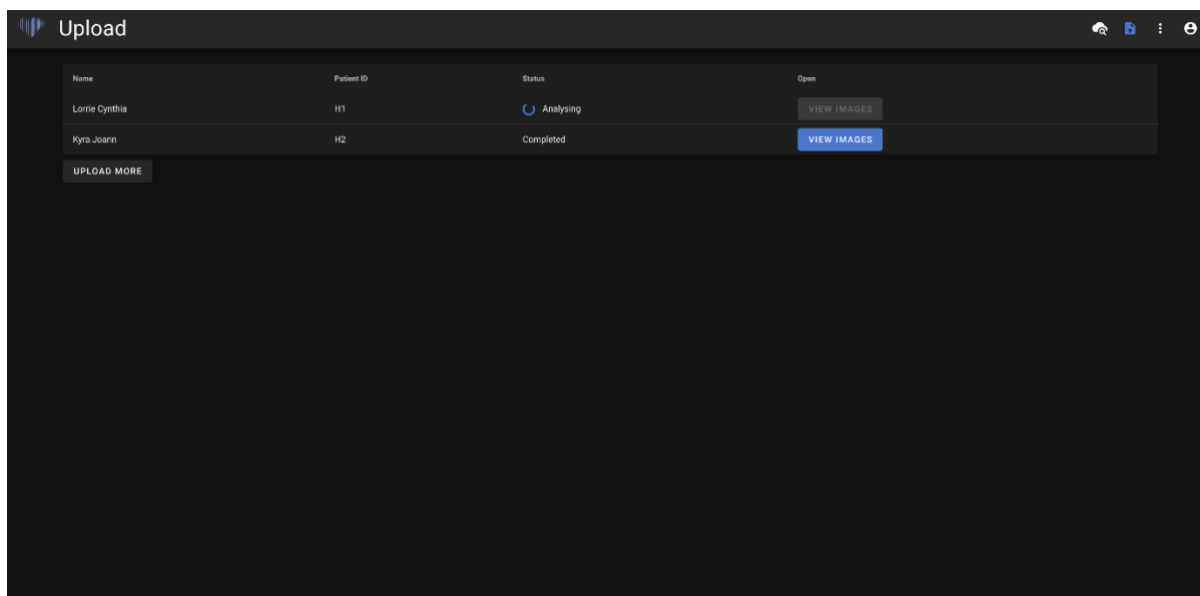 Upload
Name Patient ID Status Open
Lorrie Cynthia H1 Analysing VIEW IMAGES
Kyra Joann H2 Completed VIEW IMAGES
UPLOAD MORE